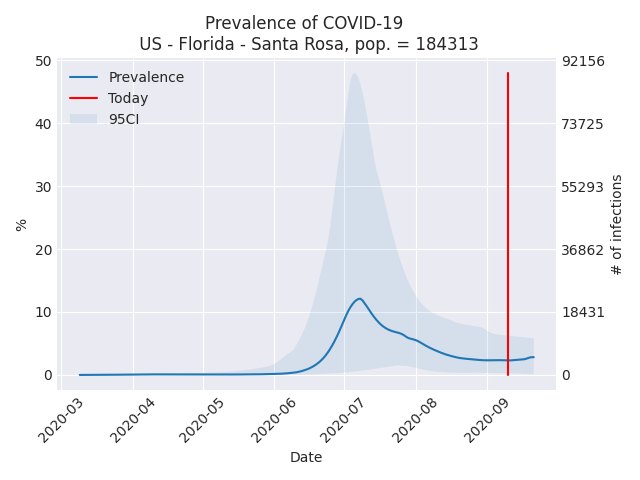 Prevalence of COVID-19
US - Florida - Santa Rosa, pop. = 184313
Prevalence
Today
95CI
50
40
30
20
10
0
%
92156
73725
55293
36862
18431
0
# of infections
2020-03
2020-04
2020-05
2020-06
2020-07
2020-08
2020-09
Date